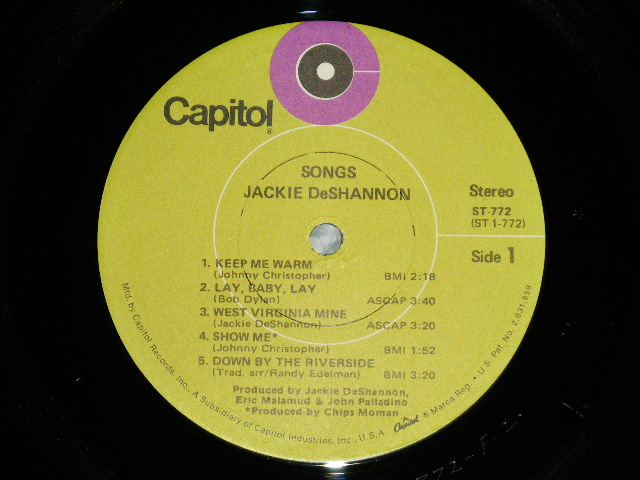 Capitol
®
SONGS
JACKIE DeSHANNON
Stereo
ST-772
(ST 1-772)
Side 1
1. KEEP ME WARM
(Johnny Christopher) BMI 2:18
2. LAY, BABY, LAY
(Bob Dylan) ASCAP 3:40
3. WEST VIRGINIA MINE
(Jackie DeShannon) ASCAP 3:20
4. SHOW ME*
(Johnny Christopher) BMI 1:52
5. DOWN BY THE RIVERSIDE
(Trad. arr/Randy Edelman) BMI 3:20
Produced by Jackie DeShannon,
Eric Malamud & John Palladino
*Produced by Chips Moman
Mfd. by Capitol Records, Inc., A Subsidiary of Capitol Industries, Inc., U.S.A. Capitol ® Marca Reg. • U.S. Pat. No. 2,631,859